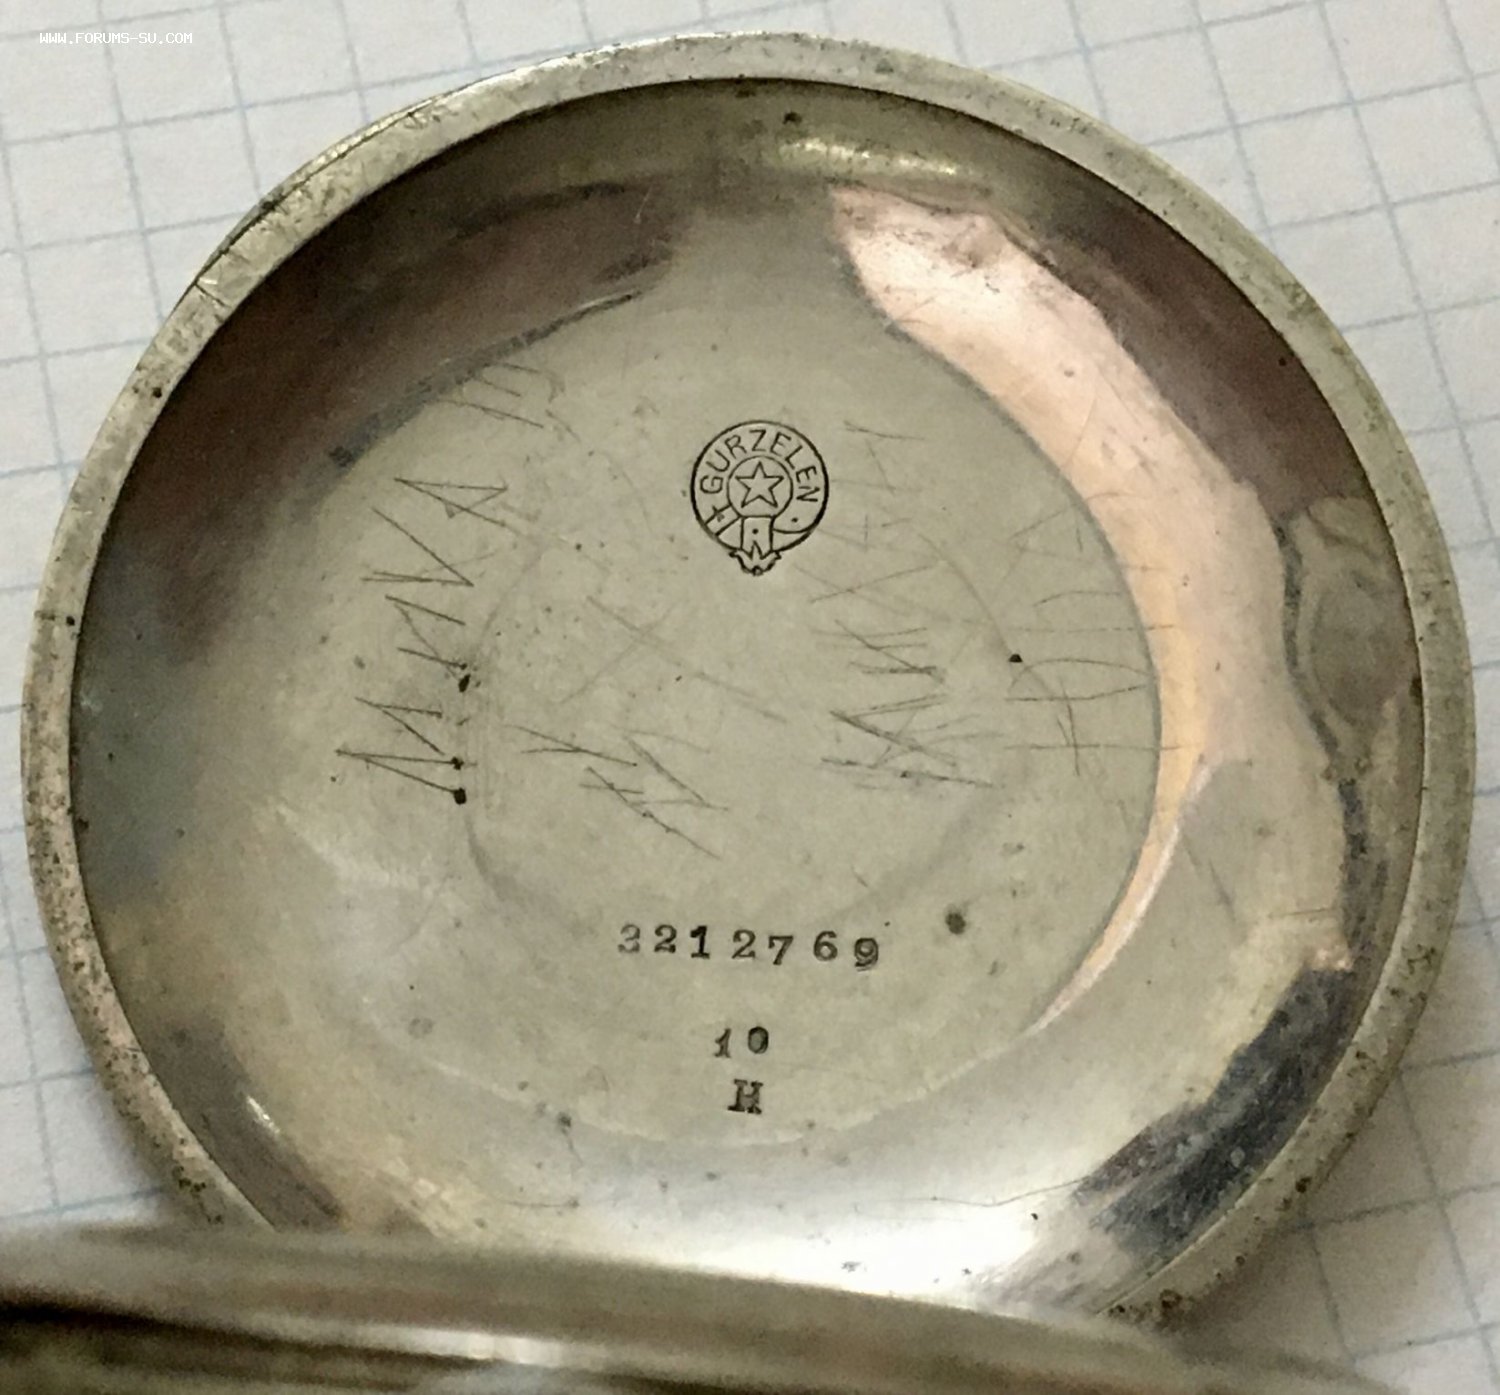 WWW.FORUMS-SU.COM
GURZELEN
3212769
10
H